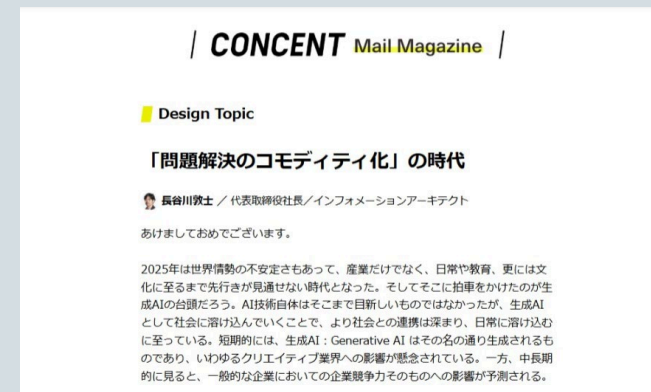 CONCENT Mail Magazine
Design Topic
「問題解決のコモディティ化」の時代
長谷川敦士 ／ 代表取締役社長／インフォメーションアーキテクト
あけましておめでとうございます。
2025年は世界情勢の不安定さもあって、産業だけでなく、日常や教育、更には文
化に至るまで先行きが見通せない時代となった。そしてそこに拍車をかけたのが生
成AIの台頭だろう。AI技術自体はそこまで目新しいものではなかったが、生成AI
として社会に溶け込んでいくことで、より社会との連携は深まり、日常に溶け込む
に至っている。短期的には、生成AI：Generative AI はその名の通り生成されるも
のであり、いわゆるクリエイティブ業界への影響が懸念されている。一方、中長期
的に見ると、一般的な企業においての企業競争力そのものへの影響が予測される。